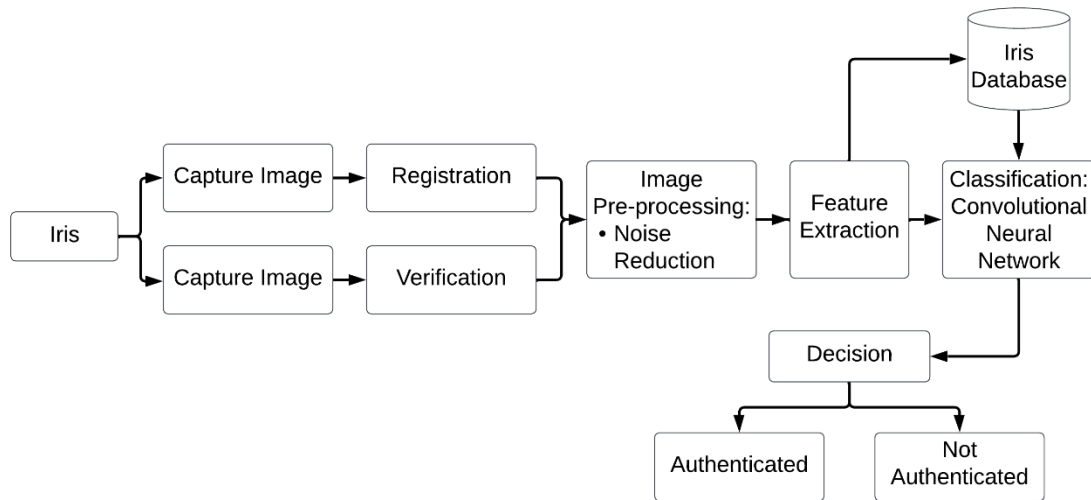 Iris
Database
Capture Image
Registration
Image
Pre-processing:
• Noise
Reduction
Feature
Extraction
Classification:
Convolutional
Neural
Network
Iris
Capture Image
Verification
Decision
Authenticated
Not
Authenticated